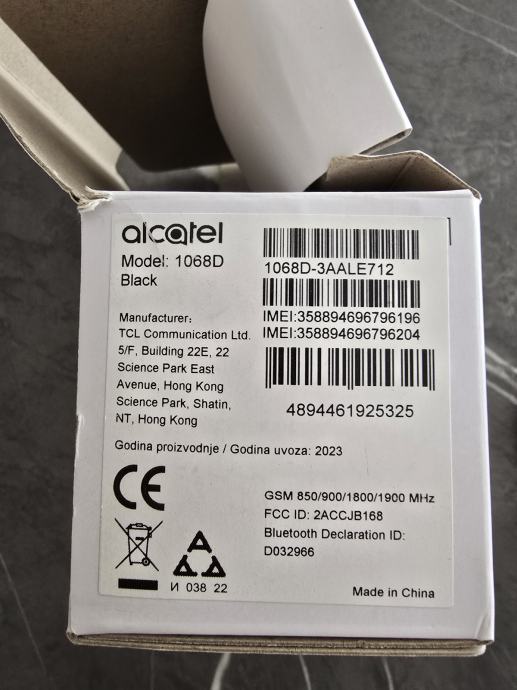 alcatel
Model: 1068D
Black
1068D-3AALE712
IMEI:358894696796196
IMEI:358894696796204
4894461925325
Manufacturer:
TCL Communication Ltd.
5/F, Building 22E, 22
Science Park East
Avenue, Hong Kong
Science Park, Shatin,
NT, Hong Kong
Godina proizvodnje / Godina uvoza: 2023
CE
GSM 850/900/1800/1900 MHz
FCC ID: 2ACCJB168
Bluetooth Declaration ID:
D032966
A
A A
И 038 22
Made in China